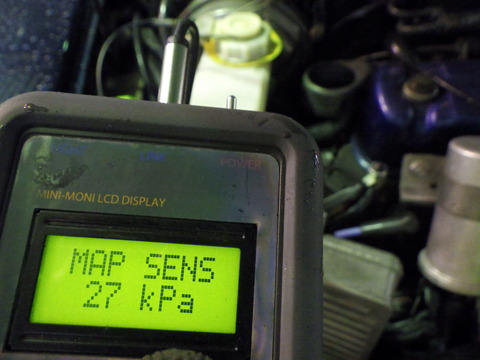 POWER
MINI-MONI LCD DISPLAY
MAP SENS
27 kPa